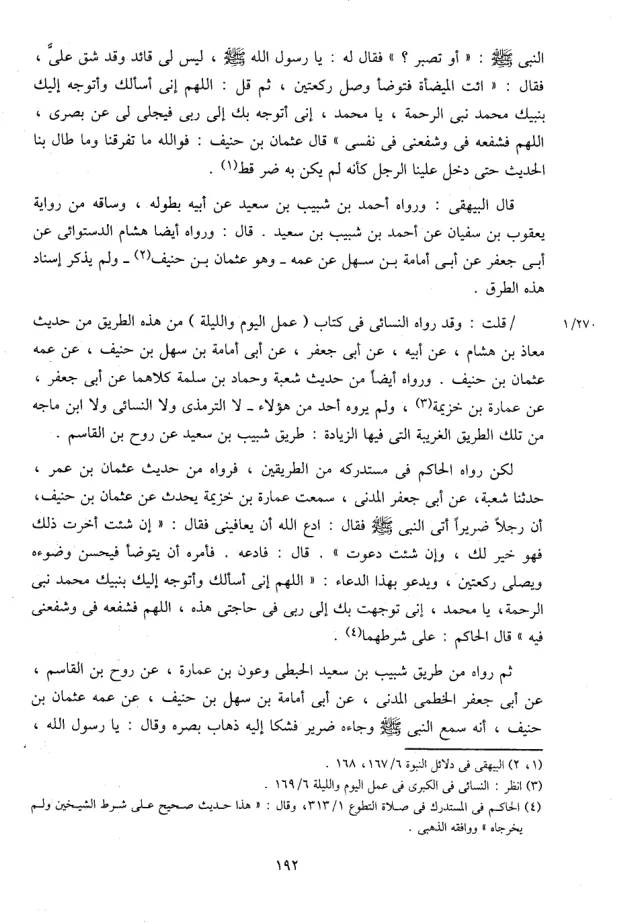 النبى ﷺ : « أو تصبر ؟ » فقال له : يا رسول الله ﷺ ، ليس لى قائد وقد شق علىَّ ،
فقال : « ائت الميضأة فتوضأ وصل ركعتين ، ثم قل : اللهم إنى أسألك وأتوجه إليك
بنبيك محمد نبى الرحمة ، يا محمد ، إنى أتوجه بك إلى ربى فيجلى لى عن بصرى ،
اللهم فشفعه فى وشفعنى فى نفسى » قال عثمان بن حنيف : فوالله ما تفرقنا وما طال بنا
الحديث حتى دخل علينا الرجل كأنه لم يكن به ضر قط(١) .
قال البيهقى : ورواه أحمد بن شبيب بن سعيد عن أبيه بطوله ، وساقه من رواية
يعقوب بن سفيان عن أحمد بن شبيب بن سعيد . قال : ورواه أيضا هشام الدستوائى عن
أبى جعفر عن أبى أمامة بن سهل عن عمه ـ وهو عثمان بن حنيف(٢) ـ ولم يذكر إسناد
هذه الطرق .
١/٢٧٠ / قلت : وقد رواه النسائى فى كتاب ( عمل اليوم والليلة ) من هذه الطريق من حديث
معاذ بن هشام ، عن أبيه ، عن أبى جعفر ، عن أبى أمامة بن سهل بن حنيف ، عن عمه
عثمان بن حنيف . ورواه أيضاً من حديث شعبة وحماد بن سلمة كلاهما عن أبى جعفر ،
عن عمارة بن خزيمة(٣) ، ولم يروه أحد من هؤلاء ـ لا الترمذى ولا النسائى ولا ابن ماجه
من تلك الطريق الغريبة التى فيها الزيادة : طريق شبيب بن سعيد عن روح بن القاسم .
لكن رواه الحاكم فى مستدركه من الطريقين ، فرواه من حديث عثمان بن عمر ،
حدثنا شعبة، عن أبى جعفر المدنى ، سمعت عمارة بن خزيمة يحدث عن عثمان بن حنيف،
أن رجلاً ضريراً أتى النبى ﷺ فقال : ادع الله أن يعافينى فقال : « إن شئت أخرت ذلك
فهو خير لك ، وإن شئت دعوت » . قال : فادعه . فأمره أن يتوضأ فيحسن وضوءه
ويصلى ركعتين ، ويدعو بهذا الدعاء : « اللهم إنى أسألك وأتوجه إليك بنبيك محمد نبى
الرحمة، يا محمد ، إنى توجهت بك إلى ربى فى حاجتى هذه ، اللهم فشفعه فى وشفعنى
فيه » قال الحاكم : على شرطهما(٤) .
ثم رواه من طريق شبيب بن سعيد الحبطى وعون بن عمارة ، عن روح بن القاسم ،
عن أبى جعفر الخطمى المدنى ، عن أبى أمامة بن سهل بن حنيف ، عن عمه عثمان بن
حنيف ، أنه سمع النبى ﷺ وجاءه ضرير فشكا إليه ذهاب بصره وقال : يا رسول الله ،
(١، ٢) البيهقى فى دلائل النبوة ٦/ ١٦٧، ١٦٨ .
(٣) انظر : النسائى فى الكبرى فى عمل اليوم والليلة ٦/ ١٦٩ .
(٤) الحاكم فى المستدرك فى صلاة التطوع ١/ ٣١٣، وقال : « هذا حديث صحيح على شرط الشيخين ولم
يخرجاه » ووافقه الذهبى .
١٩٢